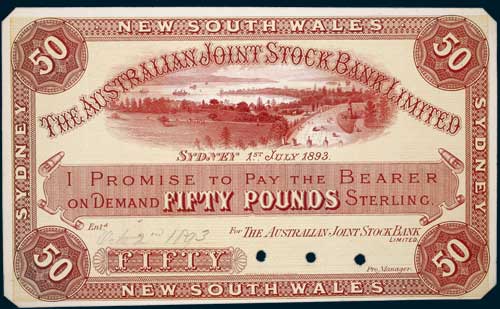 50 NEW SOUTH WALES 50
THE AUSTRALIAN JOINT STOCK BANK LIMITED
SYDNEY
SYDNEY
SYDNEY 1ST JULY 1893.
I PROMISE TO PAY THE BEARER
ON DEMAND FIFTY POUNDS STERLING.
Entd
1893
For THE AUSTRALIAN JOINT STOCK BANK
LIMITED.
FIFTY
Pro. Manager.
50 NEW SOUTH WALES 50